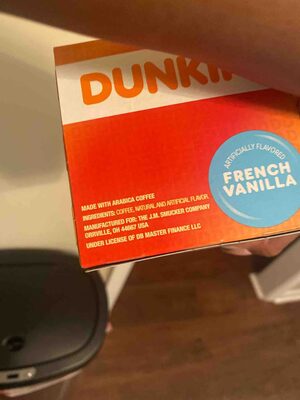 DUNKIN
ARTIFICIALLY FLAVORED
FRENCH
VANILLA
MADE WITH ARABICA COFFEE
INGREDIENTS: COFFEE, NATURAL AND ARTIFICIAL FLAVOR.
MANUFACTURED FOR: THE J.M. SMUCKER COMPANY
ORRVILLE, OH 44667 USA
UNDER LICENSE OF DB MASTER FINANCE LLC